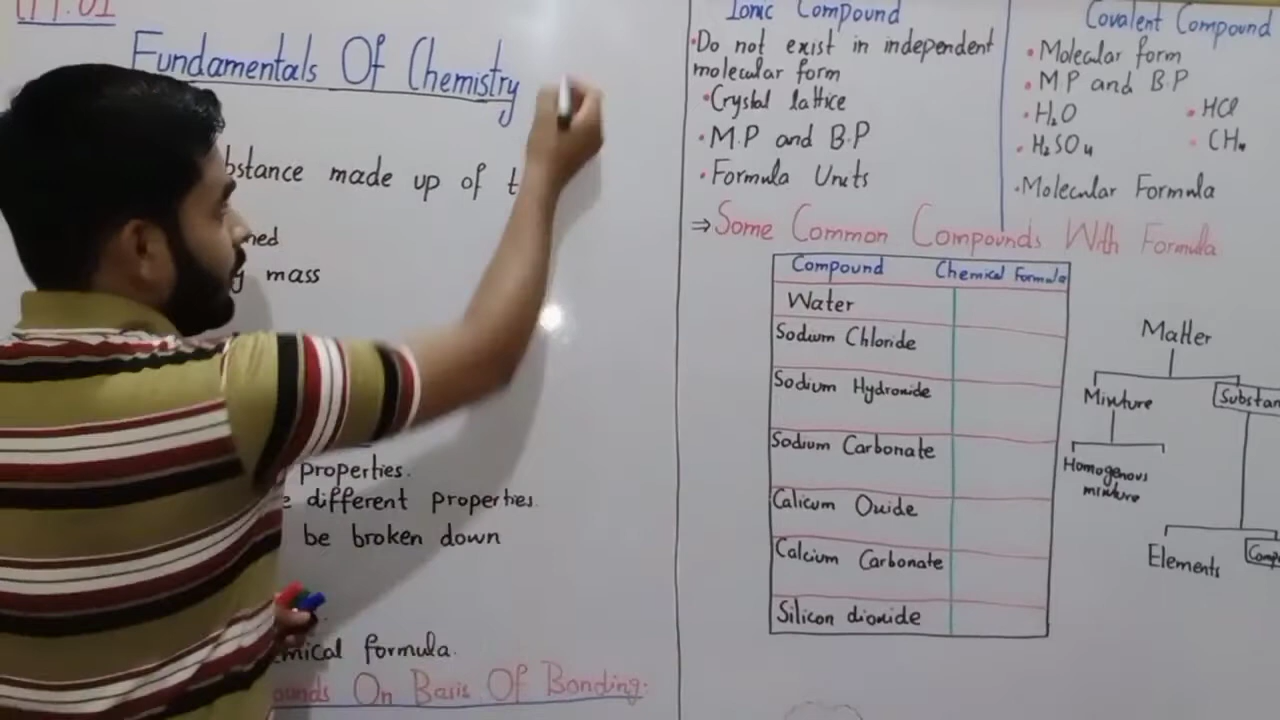 Fundamentals Of Chemistry
bstance made up of t
ned
y mass
properties.
e different properties.
be broken down
mical formula.
ounds On Basis Of Bonding:
Ionic Compound
•Do not exist in independent
molecular form
•Crystal lattice
•M.P and B.P
•Formula Units
Covalent Compound
•Molecular form
•M.P and B.P
•H₂O •HCl
•H₂SO₄ •CH₄
•Molecular Formula
⇒Some Common Compounds With Formula
Compound Chemical Formula
Water
Sodium Chloride
Sodium Hydroxide
Sodium Carbonate
Calicum Oxide
Calcium Carbonate
Silicon dioxide
Matter
Mixture Substan
Homogenous
mixture
Elements Comp